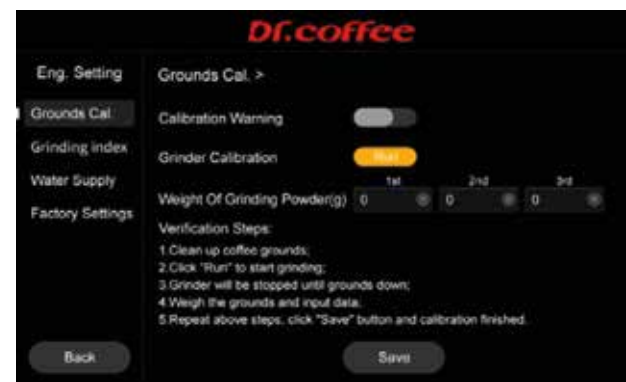 Dr.coffee
Eng. Setting
Grounds Cal. >
Grounds Cal.
Calibration Warning
Grinding index
Grinder Calibration
Run
Water Supply
1st
2nd
3rd
Weight Of Grinding Powder(g)
0
0
0
Factory Settings
Verification Steps:
1.Clean up coffee grounds;
2.Click "Run" to start grinding;
3.Grinder will be stopped until grounds down;
4.Weigh the grounds and input data;
5.Repeat above steps, click "Save" button and calibration finished.
Back
Save